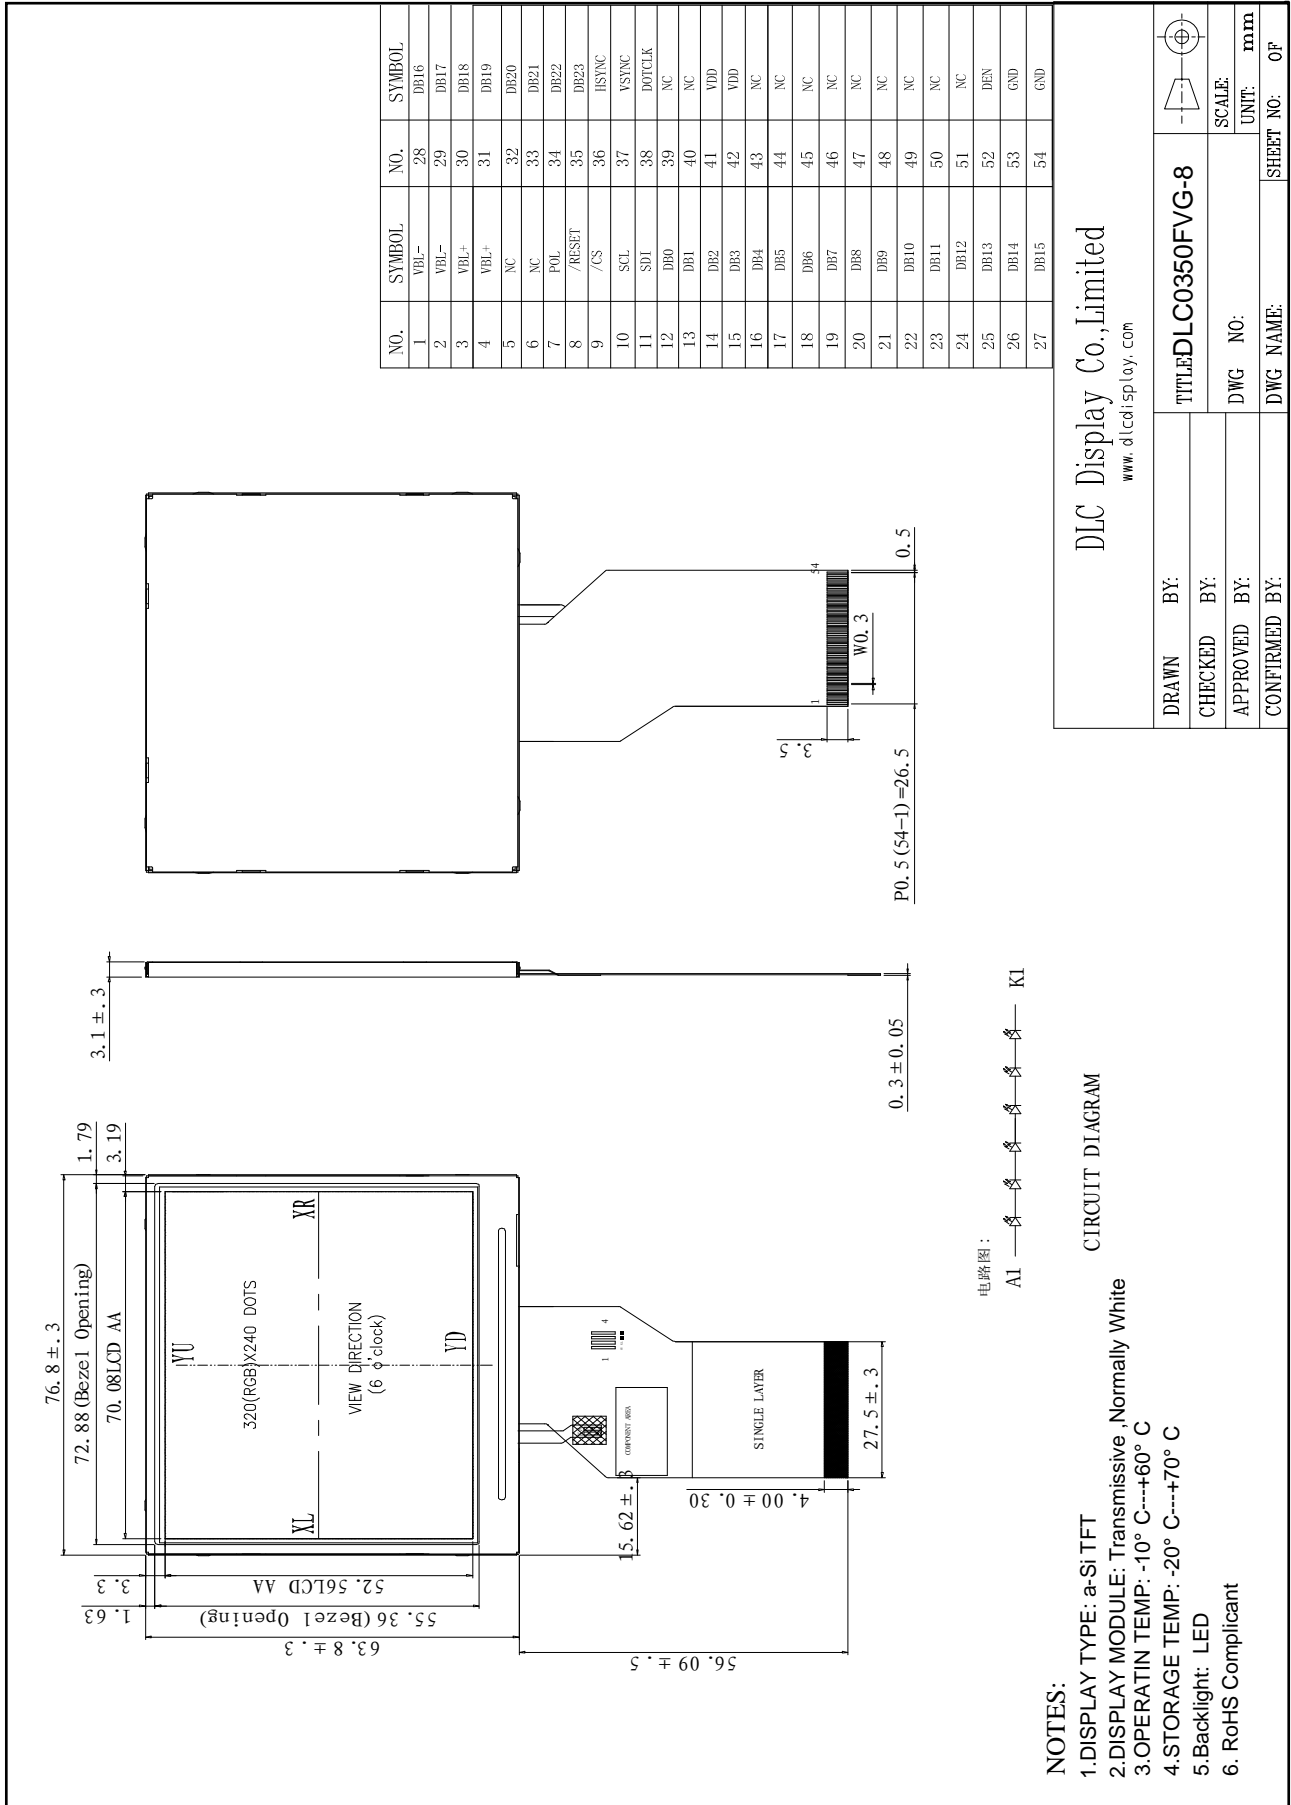 76.8±.3
72.88(Bezel Opening)
70.08LCD AA
1.79
3.19
3.1±.3
3.3
1.63
52.56LCD AA
55.36(Bezel Opening)
63.8±.3
56.09±.5
YU
XL
XR
YD
320(RGB)X240 DOTS
VIEW DIRECTION
(6 o'clock)
15.62±.3
COMPONENT AREA
1 4
SINGLE LAYER
4.00±0.30
27.5±.3
0.3±0.05
3.5
1 54
W0.3
P0.5(54-1)=26.5
0.5
电路图:
A1 K1
CIRCUIT DIAGRAM
NOTES:
1.DISPLAY TYPE: a-Si TFT
2.DISPLAY MODULE: Transmissive ,Normally White
3.OPERATIN TEMP: -10° C---+60° C
4.STORAGE TEMP: -20° C---+70° C
5.Backlight: LED
6. RoHS Complicant
NO. SYMBOL NO. SYMBOL
1 VBL- 28 DB16
2 VBL- 29 DB17
3 VBL+ 30 DB18
4 VBL+ 31 DB19
5 NC 32 DB20
6 NC 33 DB21
7 POL 34 DB22
8 /RESET 35 DB23
9 /CS 36 HSYNC
10 SCL 37 VSYNC
11 SDI 38 DOTCLK
12 DB0 39 NC
13 DB1 40 NC
14 DB2 41 VDD
15 DB3 42 VDD
16 DB4 43 NC
17 DB5 44 NC
18 DB6 45 NC
19 DB7 46 NC
20 DB8 47 NC
21 DB9 48 NC
22 DB10 49 NC
23 DB11 50 NC
24 DB12 51 NC
25 DB13 52 DEN
26 DB14 53 GND
27 DB15 54 GND
DLC Display Co.,Limited
www.dlcdisplay.com
DRAWN BY:
TITLE:DLC0350FVG-8
CHECKED BY:
SCALE:
APPROVED BY:
DWG NO:
UNIT: mm
CONFIRMED BY:
DWG NAME:
SHEET NO: OF